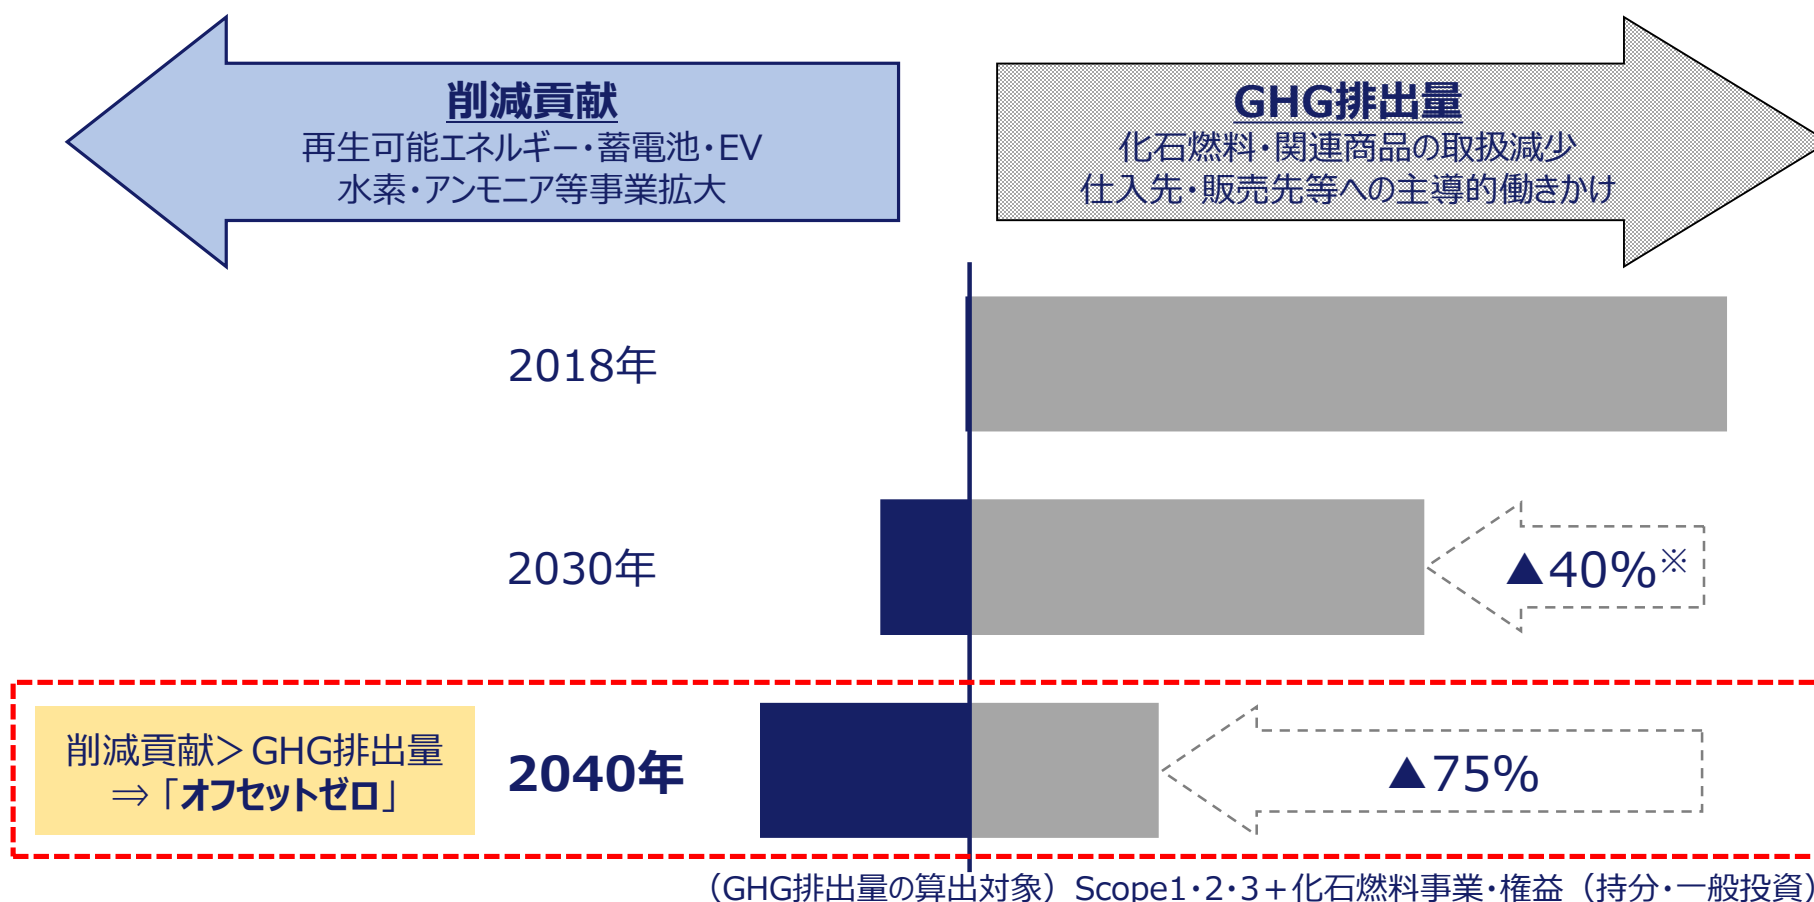 削減貢献
再生可能エネルギー・蓄電池・EV
水素・アンモニア等事業拡大
GHG排出量
化石燃料・関連商品の取扱減少
仕入先・販売先等への主導的働きかけ
2018年
2030年
▲40%※
削減貢献＞GHG排出量
⇒「オフセットゼロ」
2040年
▲75%
（GHG排出量の算出対象）Scope1・2・3＋化石燃料事業・権益（持分・一般投資）